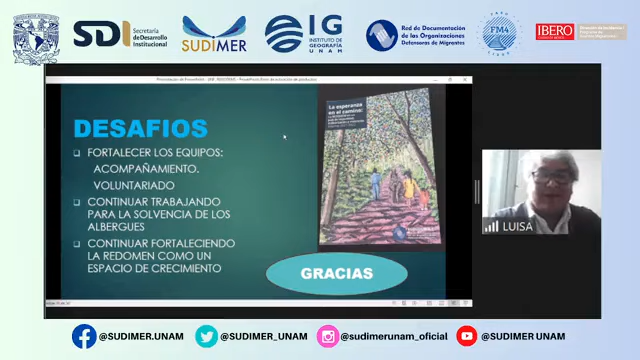 SDI
Secretaría
de Desarrollo
Institucional
SUDIMER
IG
INSTITUTO DE
GEOGRAFÍA
UNAM
Red de Documentación
de las Organizaciones
Defensoras de Migrantes
FM4
IBERO
DESAFIOS
FORTALECER LOS EQUIPOS:
ACOMPAÑAMIENTO.
VOLUNTARIADO
CONTINUAR TRABAJANDO
PARA LA SOLVENCIA DE LOS
ALBERGUES
CONTINUAR FORTALECIENDO
LA REDOMEN COMO UN
ESPACIO DE CRECIMIENTO
La esperanza
en el camino:
GRACIAS
LUISA
@SUDIMER.UNAM
@SUDIMER_UNAM
@sudimerunam_oficial
@SUDIMER UNAM